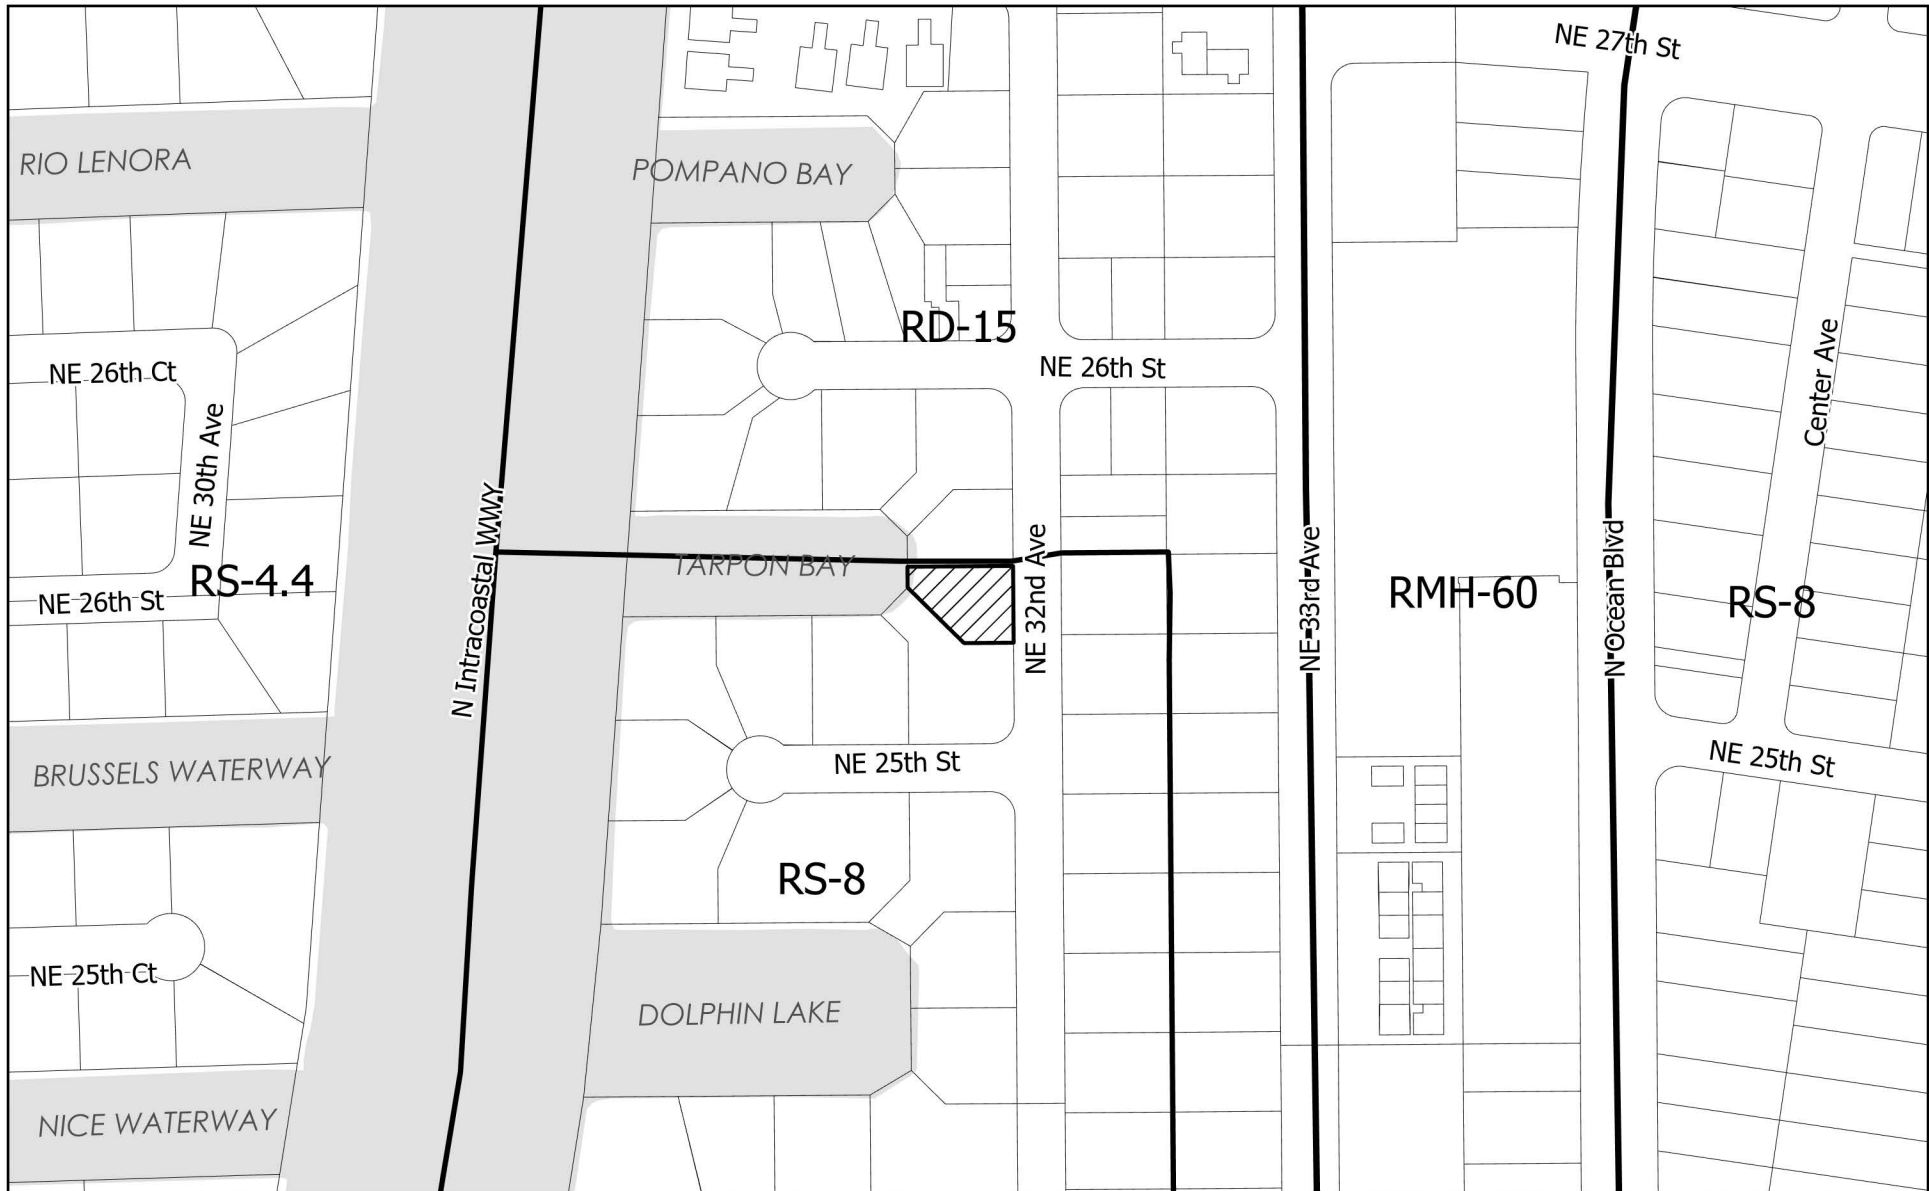 NE 27th St
RIO LENORA
POMPANO BAY
RD-15
NE 26th St
NE 26th Ct
NE 30th Ave
Center Ave
N Intracoastal WWY
TARPON BAY
NE 32nd Ave
NE 33rd Ave
N Ocean Blvd
RS-4.4
NE 26th St
RMH-60
RS-8
BRUSSELS WATERWAY
NE 25th St
NE 25th St
RS-8
NE 25th Ct
DOLPHIN LAKE
NICE WATERWAY